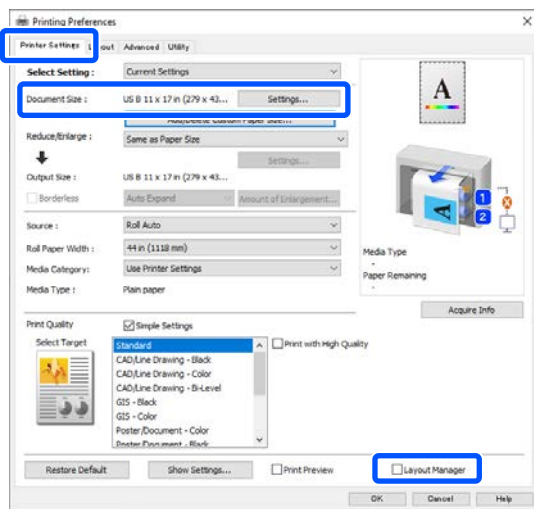 Printing Preferences
Printer Settings out Advanced Utility
Select Setting : Current Settings
Document Size : US B 11 x 17 in (279 x 43... Settings...
Add/Delete Custom Paper Size...
Reduce/Enlarge : Same as Paper Size
Settings...
Output Size : US B 11 x 17 in (279 x 43...
Borderless Auto Expand Amount of Enlargement...
Source : Roll Auto
Roll Paper Width : 44 in (1118 mm)
Media Category: Use Printer Settings
Media Type : Plain paper
A
A
1
2
Media Type
-
Paper Remaining
-
Acquire Info
Print Quality Simple Settings
Select Target
Standard
CAD/Line Drawing - Black
CAD/Line Drawing - Color
CAD/Line Drawing - Bi-Level
GIS - Black
GIS - Color
Poster/Document - Color
Poster/Document - Black
Print with High Quality
Restore Default Show Settings... Print Preview Layout Manager
OK Cancel Help